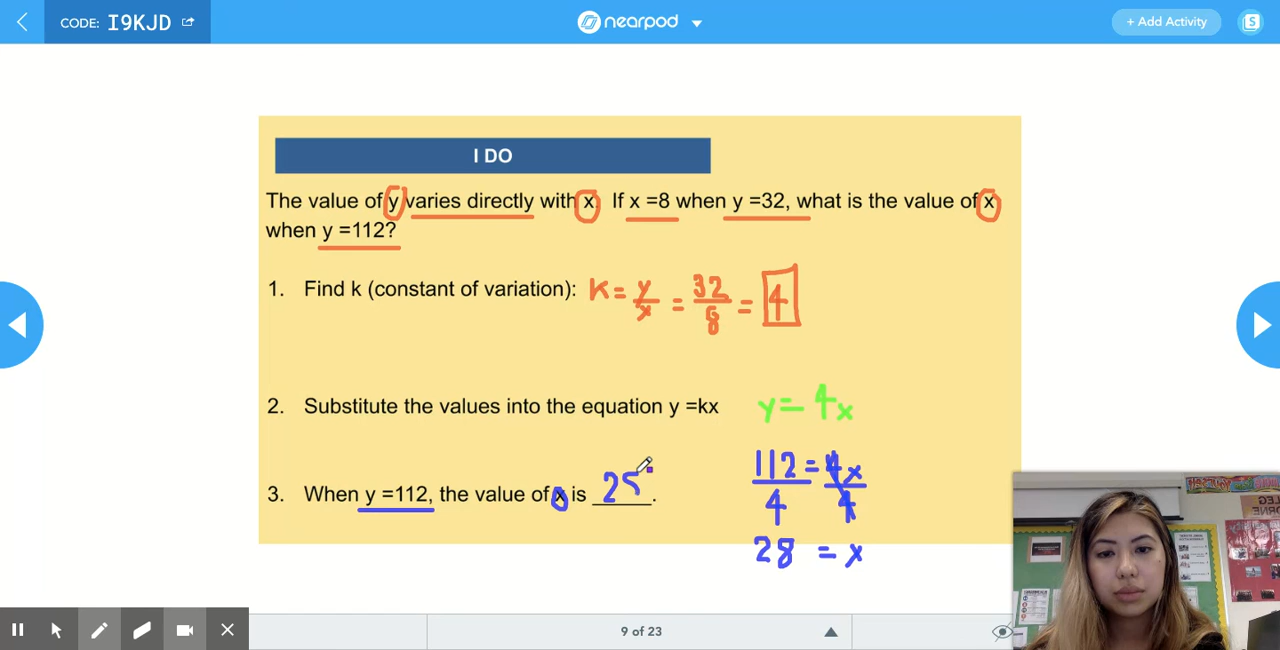 CODE: I9KJD
nearpod
+ Add Activity
S
I DO
The value of y varies directly with x. If x =8 when y =32, what is the value of x
when y =112?
1. Find k (constant of variation): K = y/x = 32/8 = 4
2. Substitute the values into the equation y =kx y = 4x
112 = 4x
3. When y =112, the value of x is 25.
4 4
28 = x
9 of 23